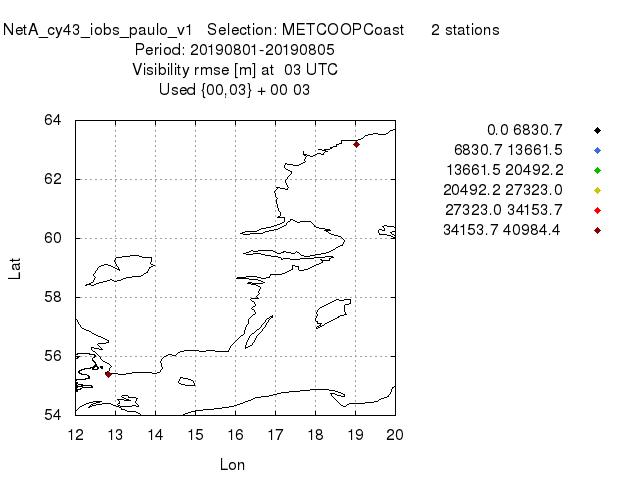 NetA_cy43_iobs_paulo_v1 Selection: METCOOPCoast 2 stations
Period: 20190801-20190805
Visibility rmse [m] at 03 UTC
Used {00,03} + 00 03
0.0 6830.7
6830.7 13661.5
13661.5 20492.2
20492.2 27323.0
27323.0 34153.7
34153.7 40984.4
64
62
60
58
56
54
Lat
12 13 14 15 16 17 18 19 20
Lon